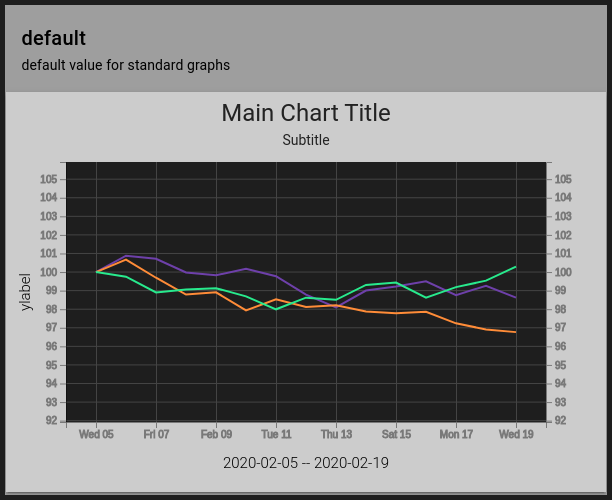 default
default value for standard graphs
Main Chart Title
Subtitle
105 105
104 104
103 103
102 102
101 101
100 100
99 99
98 98
97 97
96 96
95 95
94 94
93 93
92 92
ylabel
Wed 05 Fri 07 Feb 09 Tue 11 Thu 13 Sat 15 Mon 17 Wed 19
2020-02-05 -- 2020-02-19